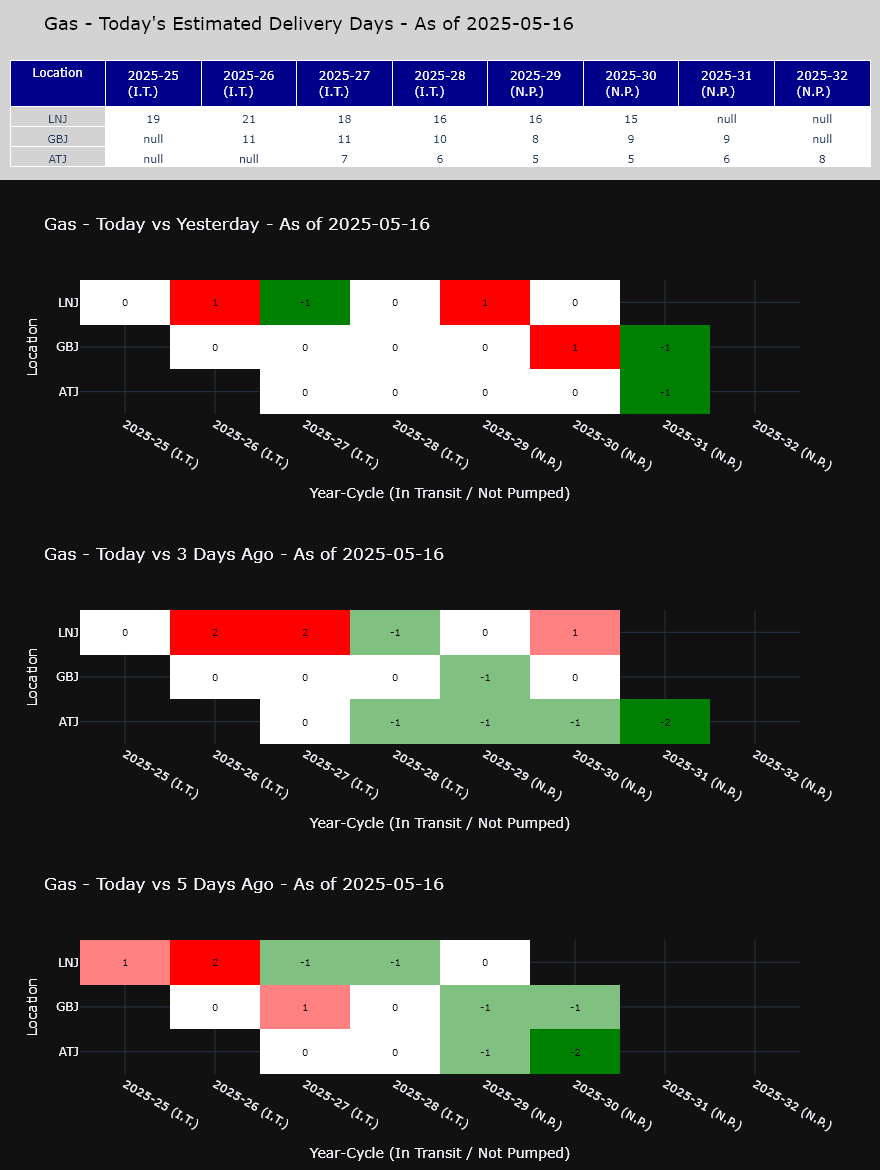 Gas - Today's Estimated Delivery Days - As of 2025-05-16
Location 2025-25 (I.T.) 2025-26 (I.T.) 2025-27 (I.T.) 2025-28 (I.T.) 2025-29 (N.P.) 2025-30 (N.P.) 2025-31 (N.P.) 2025-32 (N.P.)
LNJ 19 21 18 16 16 15 null null
GBJ null 11 11 10 8 9 9 null
ATJ null null 7 6 5 5 6 8
Gas - Today vs Yesterday - As of 2025-05-16
Location
LNJ 0 1 -1 0 1 0
GBJ 0 0 0 0 1 -1
ATJ 0 0 0 0 -1
2025-25 (I.T.) 2025-26 (I.T.) 2025-27 (I.T.) 2025-28 (I.T.) 2025-29 (N.P.) 2025-30 (N.P.) 2025-31 (N.P.) 2025-32 (N.P.)
Year-Cycle (In Transit / Not Pumped)
Gas - Today vs 3 Days Ago - As of 2025-05-16
Location
LNJ 0 2 2 -1 0 1
GBJ 0 0 0 -1 0
ATJ 0 -1 -1 -1 -2
2025-25 (I.T.) 2025-26 (I.T.) 2025-27 (I.T.) 2025-28 (I.T.) 2025-29 (N.P.) 2025-30 (N.P.) 2025-31 (N.P.) 2025-32 (N.P.)
Year-Cycle (In Transit / Not Pumped)
Gas - Today vs 5 Days Ago - As of 2025-05-16
Location
LNJ 1 2 -1 -1 0
GBJ 0 1 0 -1 -1
ATJ 0 0 -1 -2
2025-25 (I.T.) 2025-26 (I.T.) 2025-27 (I.T.) 2025-28 (I.T.) 2025-29 (N.P.) 2025-30 (N.P.) 2025-31 (N.P.) 2025-32 (N.P.)
Year-Cycle (In Transit / Not Pumped)